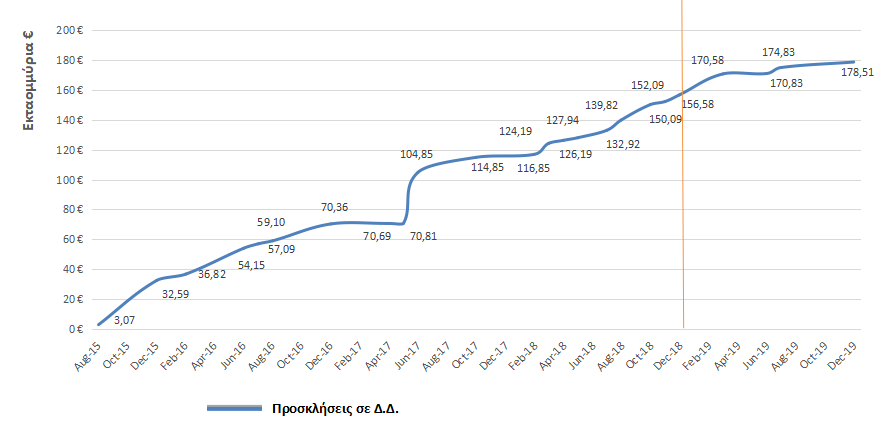 Εκτασμμύρια €
200 €
180 €
160 €
140 €
120 €
100 €
80 €
60 €
40 €
20 €
0 €
3,07
32,59
36,82
54,15
59,10
57,09
70,36
70,69
70,81
104,85
114,85
124,19
116,85
127,94
126,19
139,82
132,92
152,09
150,09
156,58
170,58
174,83
170,83
178,51
Aug-15
Oct-15
Dec-15
Feb-16
Apr-16
Jun-16
Aug-16
Oct-16
Dec-16
Feb-17
Apr-17
Jun-17
Aug-17
Oct-17
Dec-17
Feb-18
Apr-18
Jun-18
Aug-18
Oct-18
Dec-18
Feb-19
Apr-19
Jun-19
Aug-19
Oct-19
Dec-19
Προσκλήσεις σε Δ.Δ.